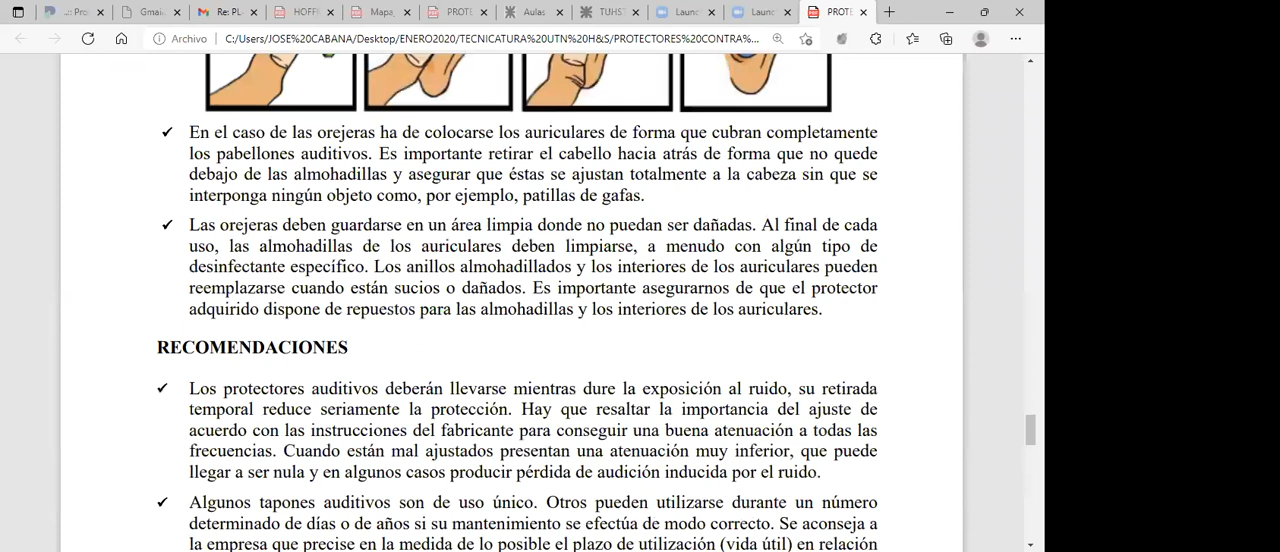 ..: Pro
Gmai
Re: PL
HOFF
Mapa_
PROTE
Aulas
TUHST
Launc
Launc
PROTE
Archivo
C:/Users/JOSE%20CABANA/Desktop/ENERO2020/TECNICATURA%20UTN%20H&S/PROTECTORES%20CONTRA%...
En el caso de las orejeras ha de colocarse los auriculares de forma que cubran completamente
los pabellones auditivos. Es importante retirar el cabello hacia atrás de forma que no quede
debajo de las almohadillas y asegurar que éstas se ajustan totalmente a la cabeza sin que se
interponga ningún objeto como, por ejemplo, patillas de gafas.
Las orejeras deben guardarse en un área limpia donde no puedan ser dañadas. Al final de cada
uso, las almohadillas de los auriculares deben limpiarse, a menudo con algún tipo de
desinfectante específico. Los anillos almohadillados y los interiores de los auriculares pueden
reemplazarse cuando están sucios o dañados. Es importante asegurarnos de que el protector
adquirido dispone de repuestos para las almohadillas y los interiores de los auriculares.
RECOMENDACIONES
Los protectores auditivos deberán llevarse mientras dure la exposición al ruido, su retirada
temporal reduce seriamente la protección. Hay que resaltar la importancia del ajuste de
acuerdo con las instrucciones del fabricante para conseguir una buena atenuación a todas las
frecuencias. Cuando están mal ajustados presentan una atenuación muy inferior, que puede
llegar a ser nula y en algunos casos producir pérdida de audición inducida por el ruido.
Algunos tapones auditivos son de uso único. Otros pueden utilizarse durante un número
determinado de días o de años si su mantenimiento se efectúa de modo correcto. Se aconseja a
la empresa que precise en la medida de lo posible el plazo de utilización (vida útil) en relación